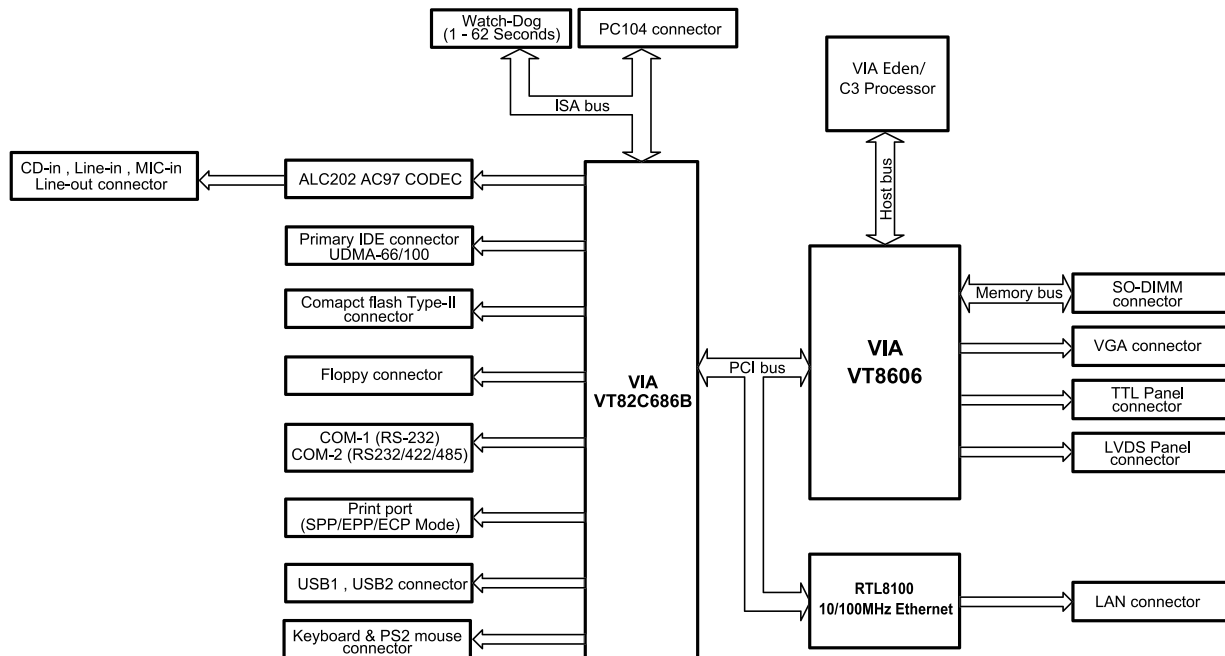 Watch-Dog
(1 - 62 Seconds)
PC104 connector
ISA bus
VIA Eden/
C3 Processor
Host bus
CD-in , Line-in , MIC-in
Line-out connector
ALC202 AC97 CODEC
Primary IDE connector
UDMA-66/100
Comapct flash Type-II
connector
Floppy connector
COM-1 (RS-232)
COM-2 (RS232/422/485)
Print port
(SPP/EPP/ECP Mode)
USB1 , USB2 connector
Keyboard & PS2 mouse
connector
VIA
VT82C686B
PCI bus
VIA
VT8606
Memory bus
SO-DIMM
connector
VGA connector
TTL Panel
connector
LVDS Panel
connector
RTL8100
10/100MHz Ethernet
LAN connector